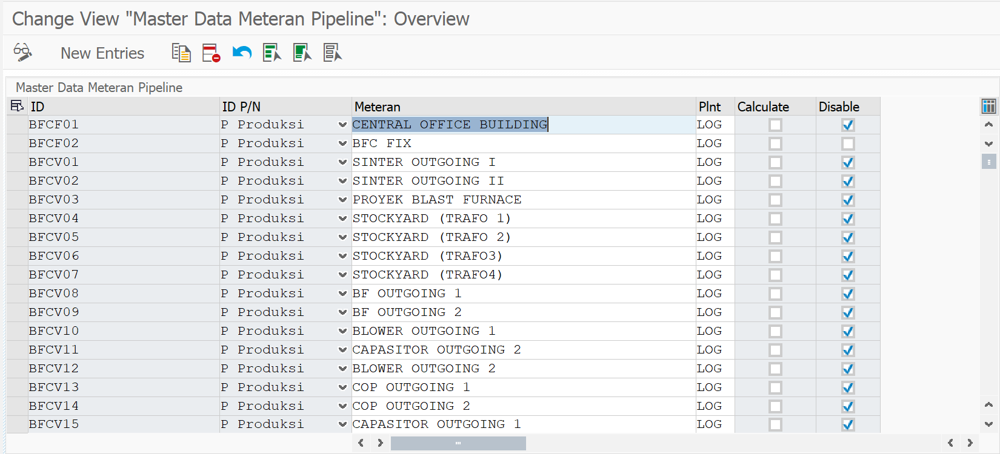 Change View "Master Data Meteran Pipeline": Overview
New Entries
Master Data Meteran Pipeline
ID ID P/N Meteran Plnt Calculate Disable
BFCF01 P Produksi CENTRAL OFFICE BUILDING LOG
BFCF02 P Produksi BFC FIX LOG
BFCV01 P Produksi SINTER OUTGOING I LOG
BFCV02 P Produksi SINTER OUTGOING II LOG
BFCV03 P Produksi PROYEK BLAST FURNACE LOG
BFCV04 P Produksi STOCKYARD (TRAFO 1) LOG
BFCV05 P Produksi STOCKYARD (TRAFO 2) LOG
BFCV06 P Produksi STOCKYARD (TRAFO3) LOG
BFCV07 P Produksi STOCKYARD (TRAFO4) LOG
BFCV08 P Produksi BF OUTGOING 1 LOG
BFCV09 P Produksi BF OUTGOING 2 LOG
BFCV10 P Produksi BLOWER OUTGOING 1 LOG
BFCV11 P Produksi CAPASITOR OUTGOING 2 LOG
BFCV12 P Produksi BLOWER OUTGOING 2 LOG
BFCV13 P Produksi COP OUTGOING 1 LOG
BFCV14 P Produksi COP OUTGOING 2 LOG
BFCV15 P Produksi CAPASITOR OUTGOING 1 LOG